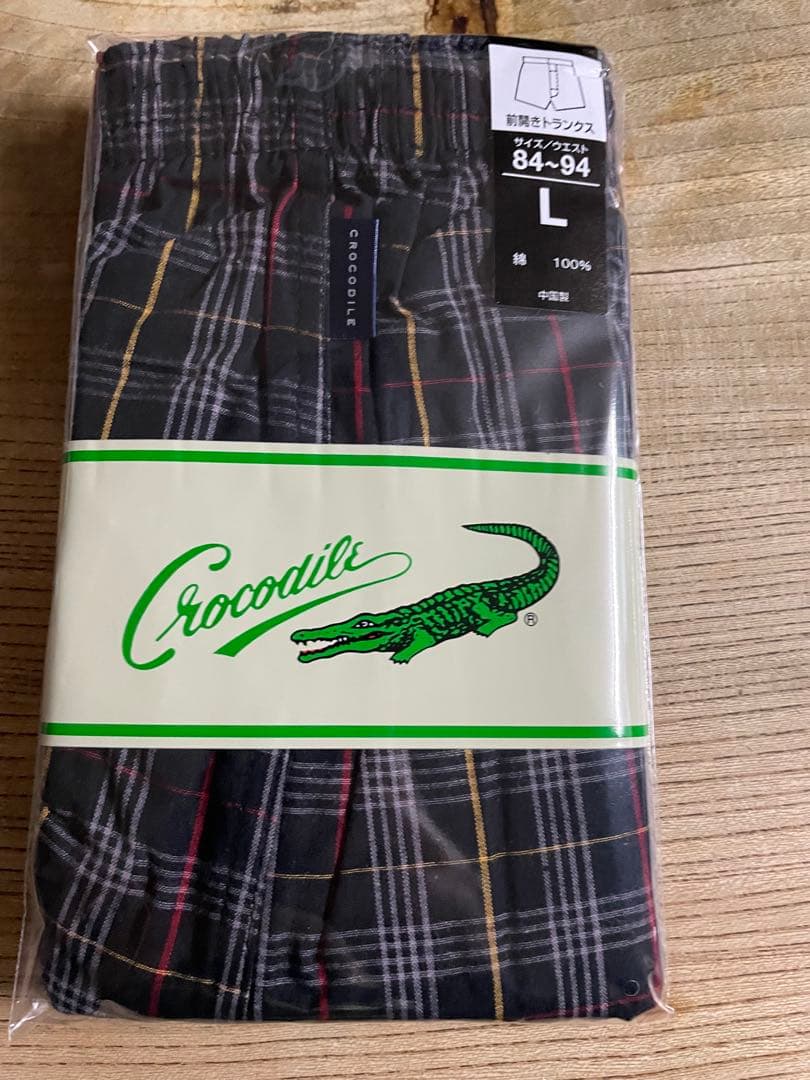 前開きトランクス
サイズ/ウエスト
84~94
L
綿 100%
中国製
CROCODILE
Crocodile
®